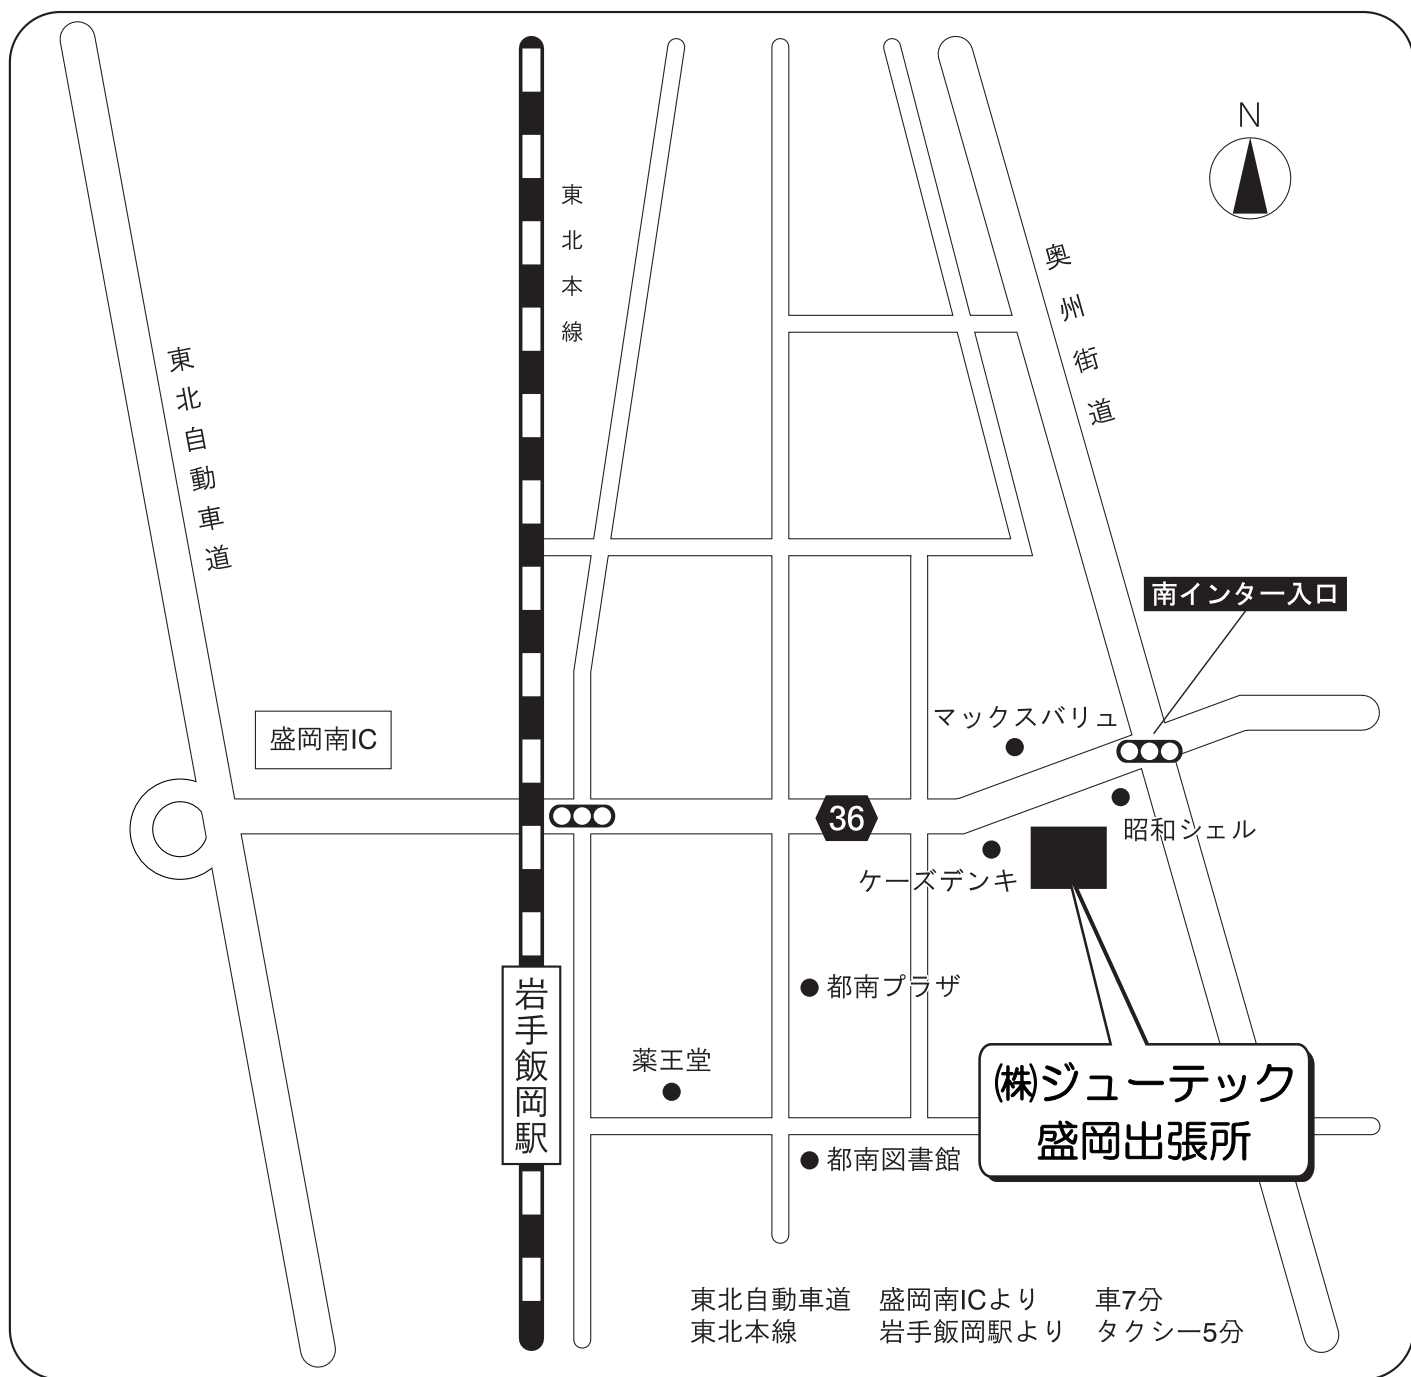 N
東北本線
奥州街道
東北自動車道
南インター入口
マックスバリュ
盛岡南IC
36
昭和シェル
ケーズデンキ
都南プラザ
岩手飯岡駅
薬王堂
㈱ジューテック
盛岡出張所
都南図書館
東北自動車道 盛岡南ICより 車7分
東北本線 岩手飯岡駅より タクシー5分